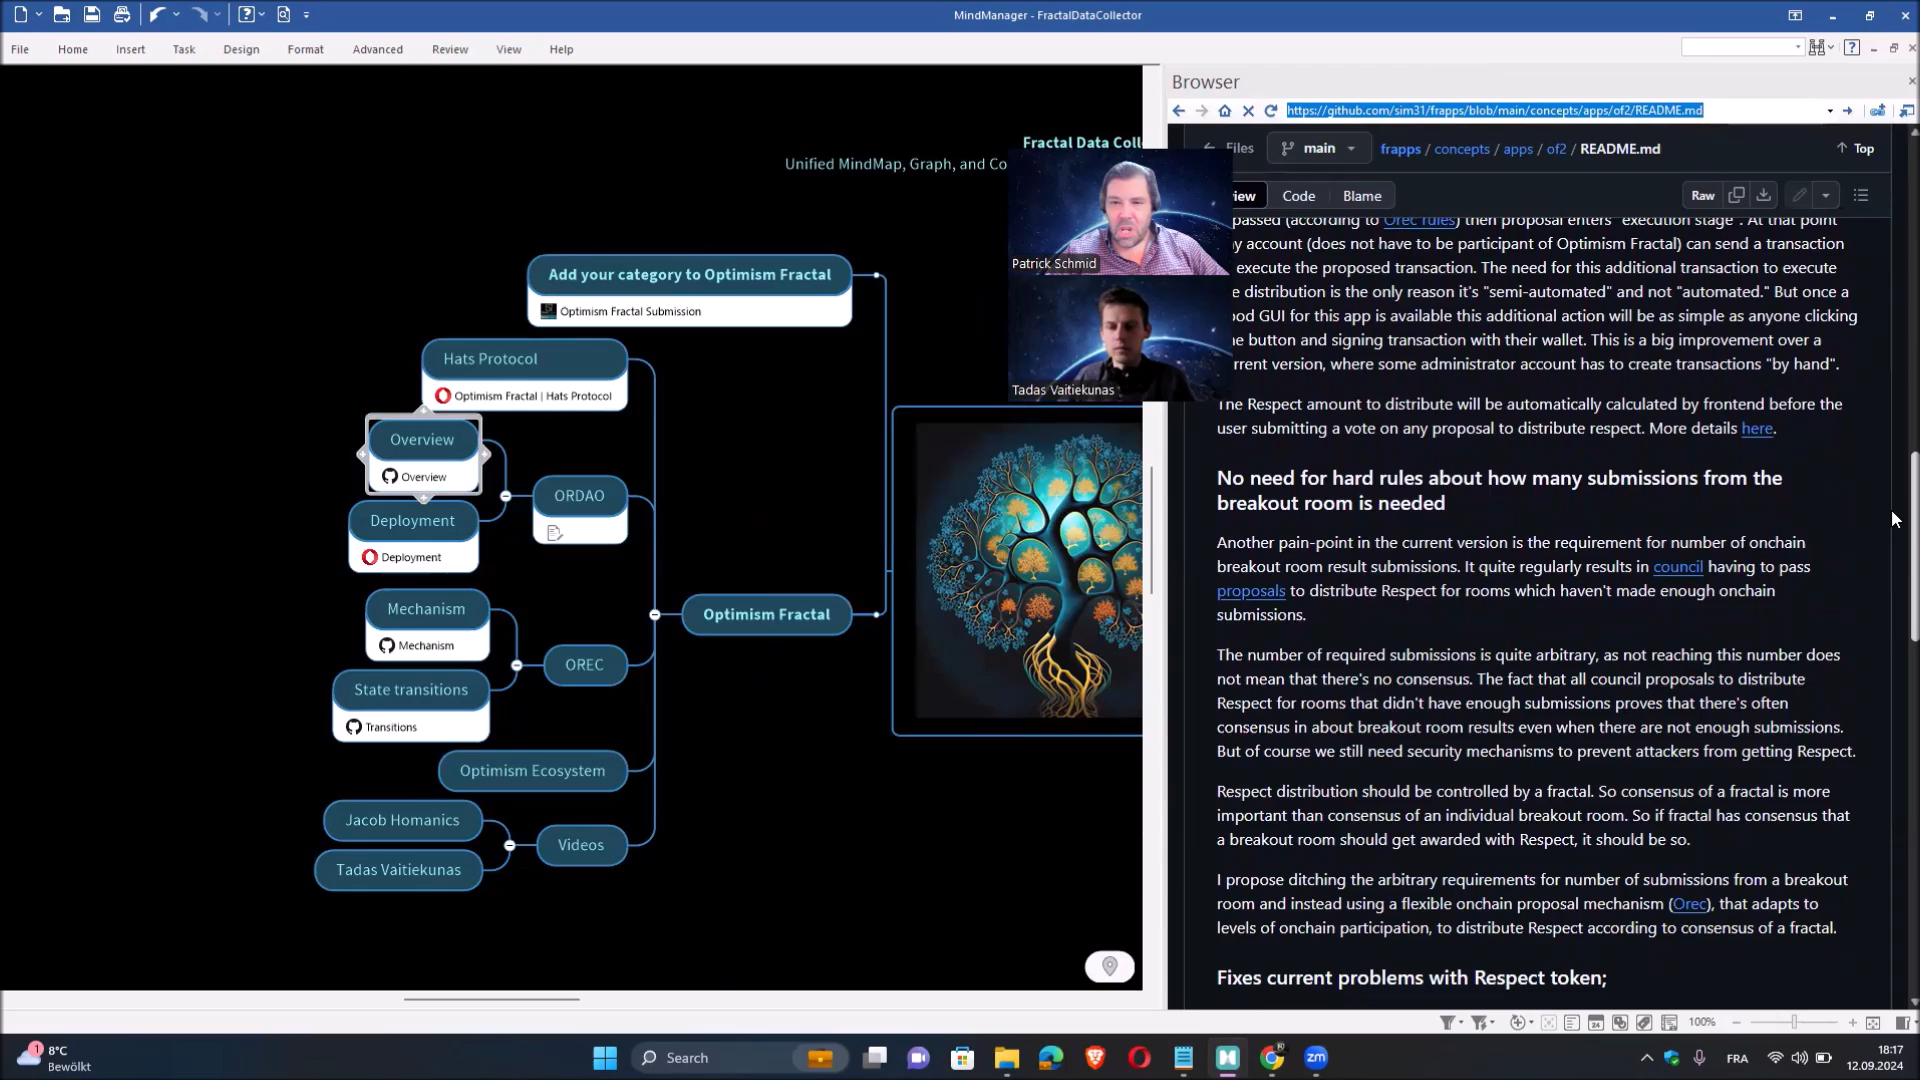 MindManager - FractalDataCollector
File Home Insert Task Design Format Advanced Review View Help
Browser
https://github.com/sim31/frapps/blob/main/concepts/apps/of2/README.md
Files main frapps / concepts / apps / of2 / README.md Top
Code Blame Raw
Fractal Data Coll
Unified MindMap, Graph, and Co
Patrick Schmid
Tadas Vaitiekunas
Add your category to Optimism Fractal
Optimism Fractal Submission
Hats Protocol
Optimism Fractal | Hats Protocol
Overview
Overview
ORDAO
Deployment
Deployment
Mechanism
Mechanism
Optimism Fractal
OREC
State transitions
Transitions
Optimism Ecosystem
Jacob Homanics
Videos
Tadas Vaitiekunas
passed (according to Orec rules) then proposal enters "execution stage". At that point
y account (does not have to be participant of Optimism Fractal) can send a transaction
execute the proposed transaction. The need for this additional transaction to execute
e distribution is the only reason it's "semi-automated" and not "automated." But once a
ood GUI for this app is available this additional action will be as simple as anyone clicking
e button and signing transaction with their wallet. This is a big improvement over a
rrent version, where some administrator account has to create transactions "by hand".
The Respect amount to distribute will be automatically calculated by frontend before the
user submitting a vote on any proposal to distribute respect. More details here.
No need for hard rules about how many submissions from the
breakout room is needed
Another pain-point in the current version is the requirement for number of onchain
breakout room result submissions. It quite regularly results in council having to pass
proposals to distribute Respect for rooms which haven't made enough onchain
submissions.
The number of required submissions is quite arbitrary, as not reaching this number does
not mean that there's no consensus. The fact that all council proposals to distribute
Respect for rooms that didn't have enough submissions proves that there's often
consensus in about breakout room results even when there are not enough submissions.
But of course we still need security mechanisms to prevent attackers from getting Respect.
Respect distribution should be controlled by a fractal. So consensus of a fractal is more
important than consensus of an individual breakout room. So if fractal has consensus that
a breakout room should get awarded with Respect, it should be so.
I propose ditching the arbitrary requirements for number of submissions from a breakout
room and instead using a flexible onchain proposal mechanism (Orec), that adapts to
levels of onchain participation, to distribute Respect according to consensus of a fractal.
Fixes current problems with Respect token;
100%
1
8°C
Bewölkt
Search
zm
FRA
18:17
12.09.2024